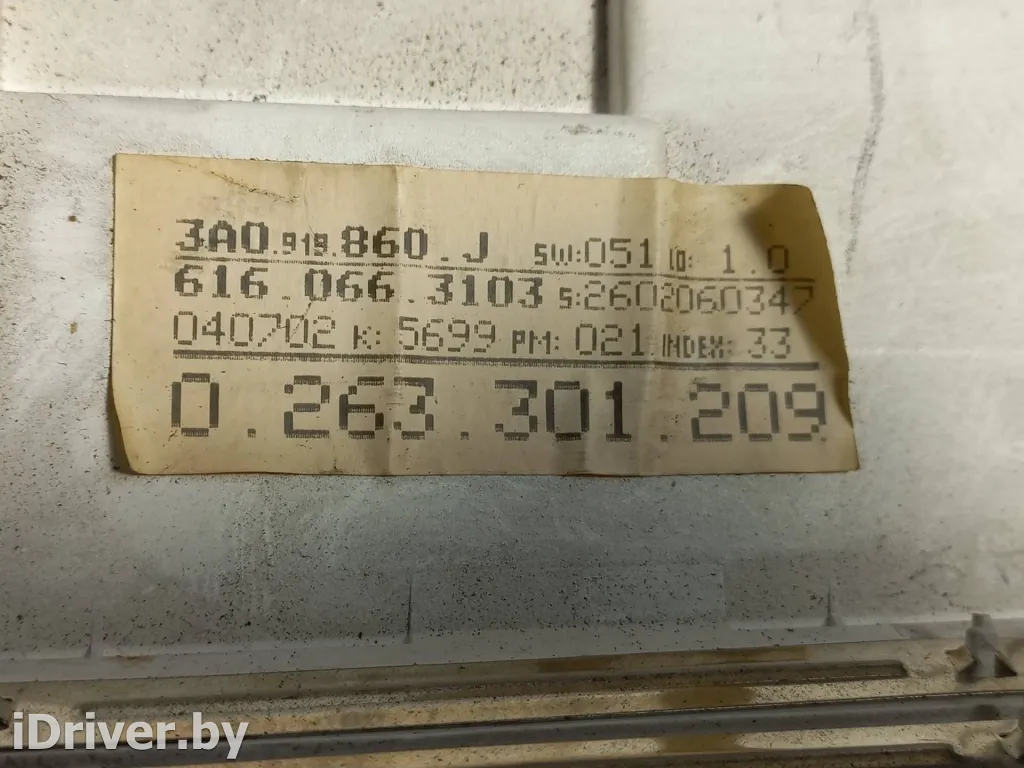 3A0.919.860.J SW:051 VD: 1.0
616.066.3103 S:2602060347
040702 K: 5699 PM: 021 INDEX: 33
0.263.301.209
iDriver.by